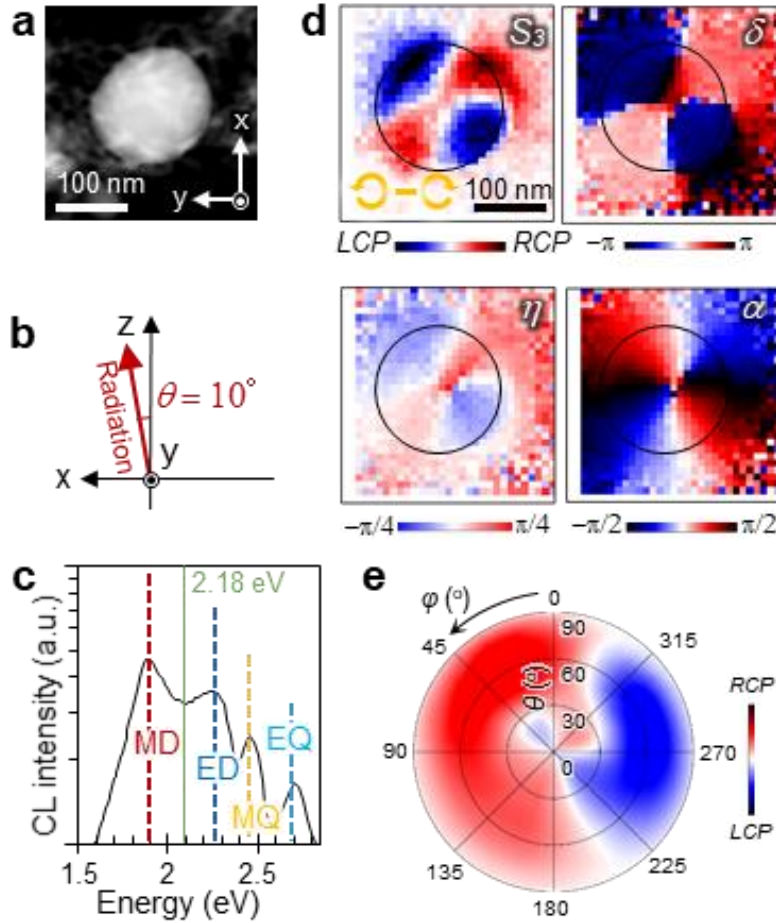 a
x
y
100 nm
b
z
Radiation
θ = 10°
x
y
c
CL intensity (a.u.)
2.18 eV
MD
ED
MQ
EQ
1.5
2
2.5
Energy (eV)
d
S3
100 nm
LCP
RCP
δ
−π
π
η
−π/4
π/4
α
−π/2
π/2
e
φ (°)
0
45
90
135
180
225
270
315
θ (°)
90
60
30
0
RCP
LCP